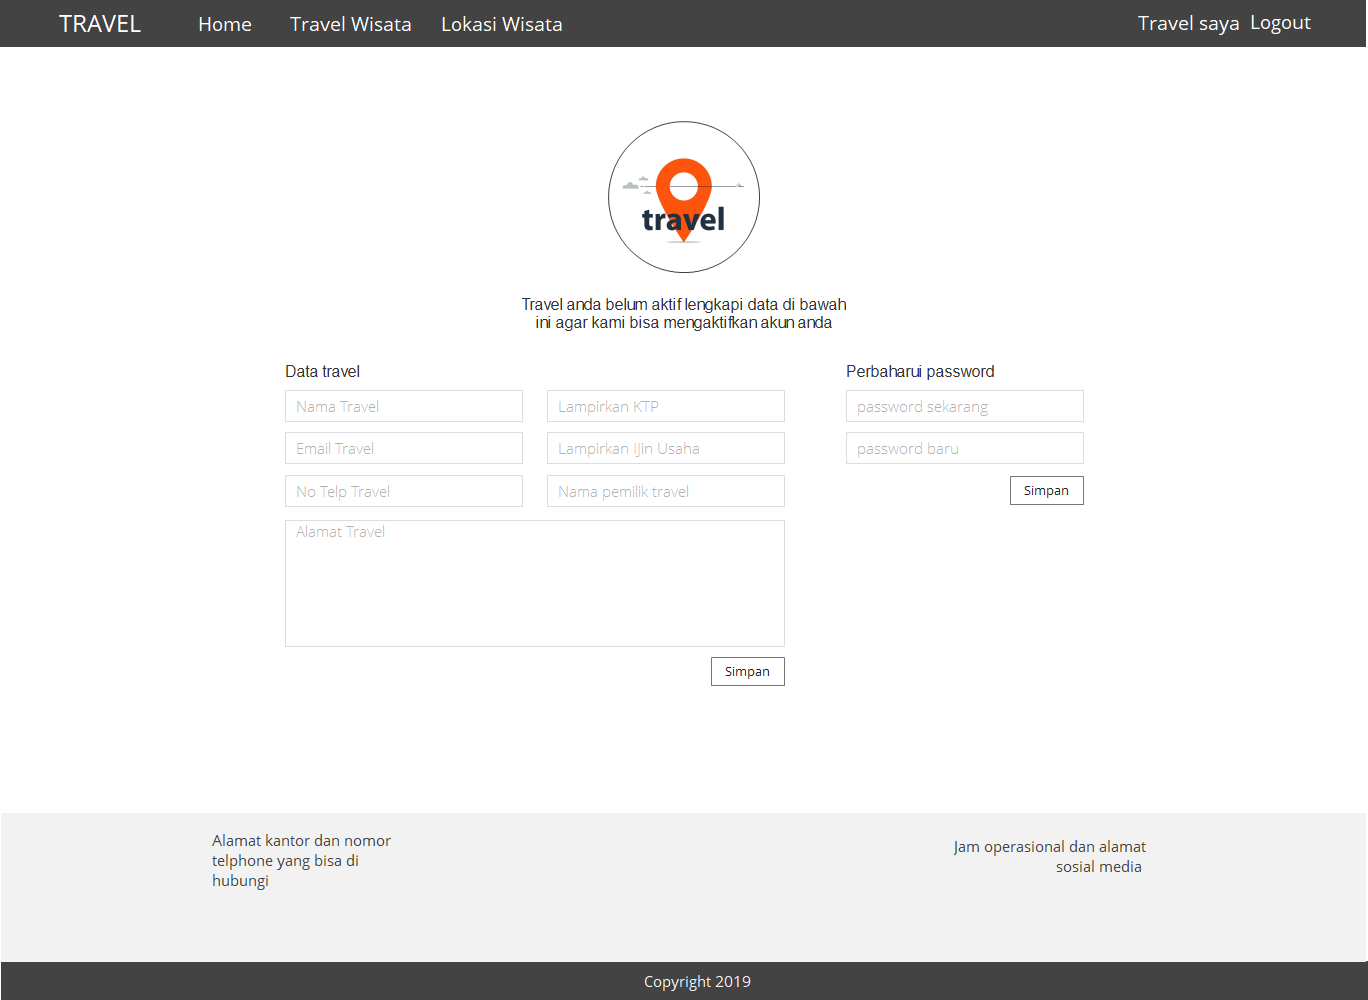 TRAVEL
Home
Travel Wisata
Lokasi Wisata
Travel saya
Logout
travel
Travel anda belum aktif lengkapi data di bawah
ini agar kami bisa mengaktifkan akun anda
Data travel
Nama Travel
Lampirkan KTP
Email Travel
Lampirkan IJin Usaha
No Telp Travel
Nama pemilik travel
Alamat Travel
Simpan
Perbaharui password
password sekarang
password baru
Simpan
Alamat kantor dan nomor
telphone yang bisa di
hubungi
Jam operasional dan alamat
sosial media
Copyright 2019